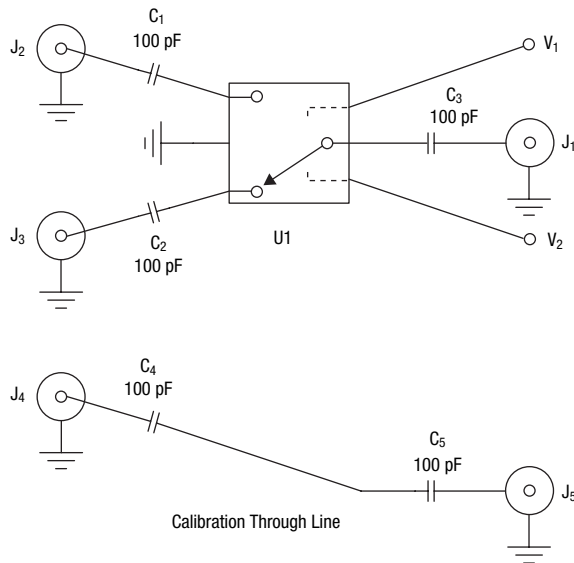 C1
100 pF
J2
V1
C3
100 pF
J1
J3
C2
100 pF
U1
V2
C4
100 pF
J4
C5
100 pF
J5
Calibration Through Line